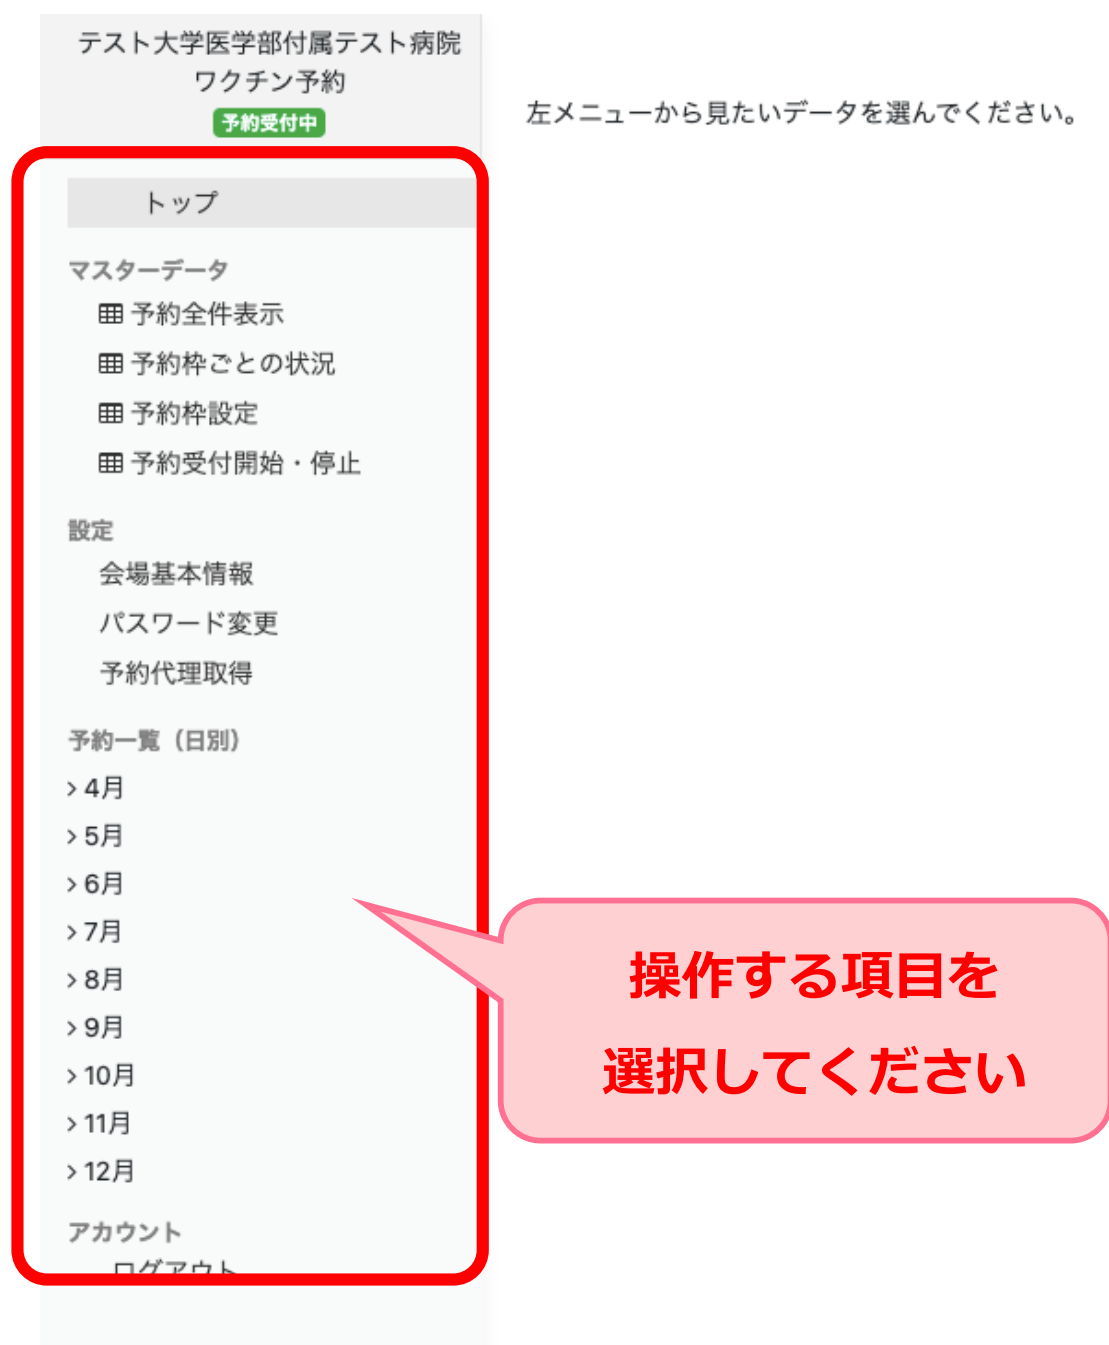 テスト大学医学部付属テスト病院
ワクチン予約
予約受付中
左メニューから見たいデータを選んでください。
トップ
マスターデータ
予約全件表示
予約枠ごとの状況
予約枠設定
予約受付開始・停止
設定
会場基本情報
パスワード変更
予約代理取得
予約一覧（日別）
> 4月
> 5月
> 6月
> 7月
> 8月
> 9月
> 10月
> 11月
> 12月
操作する項目を
選択してください
アカウント
ログアウト